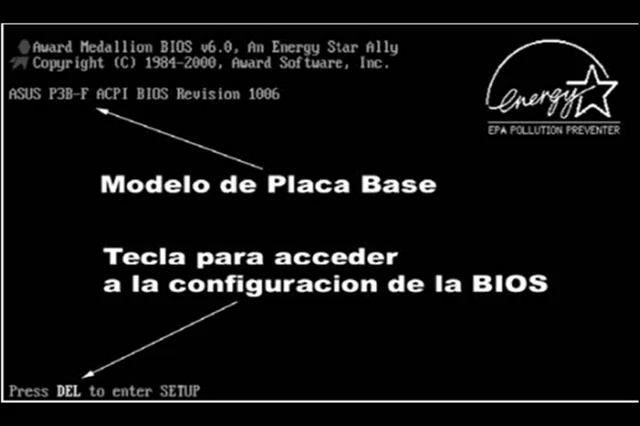 Award Medallion BIOS v6.0, An Energy Star Ally
Copyright (C) 1984-2000, Award Software, Inc.
energy
EPA POLLUTION PREVENTER
ASUS P3B-F ACPI BIOS Revision 1006
Modelo de Placa Base
Tecla para acceder
a la configuracion de la BIOS
Press DEL to enter SETUP